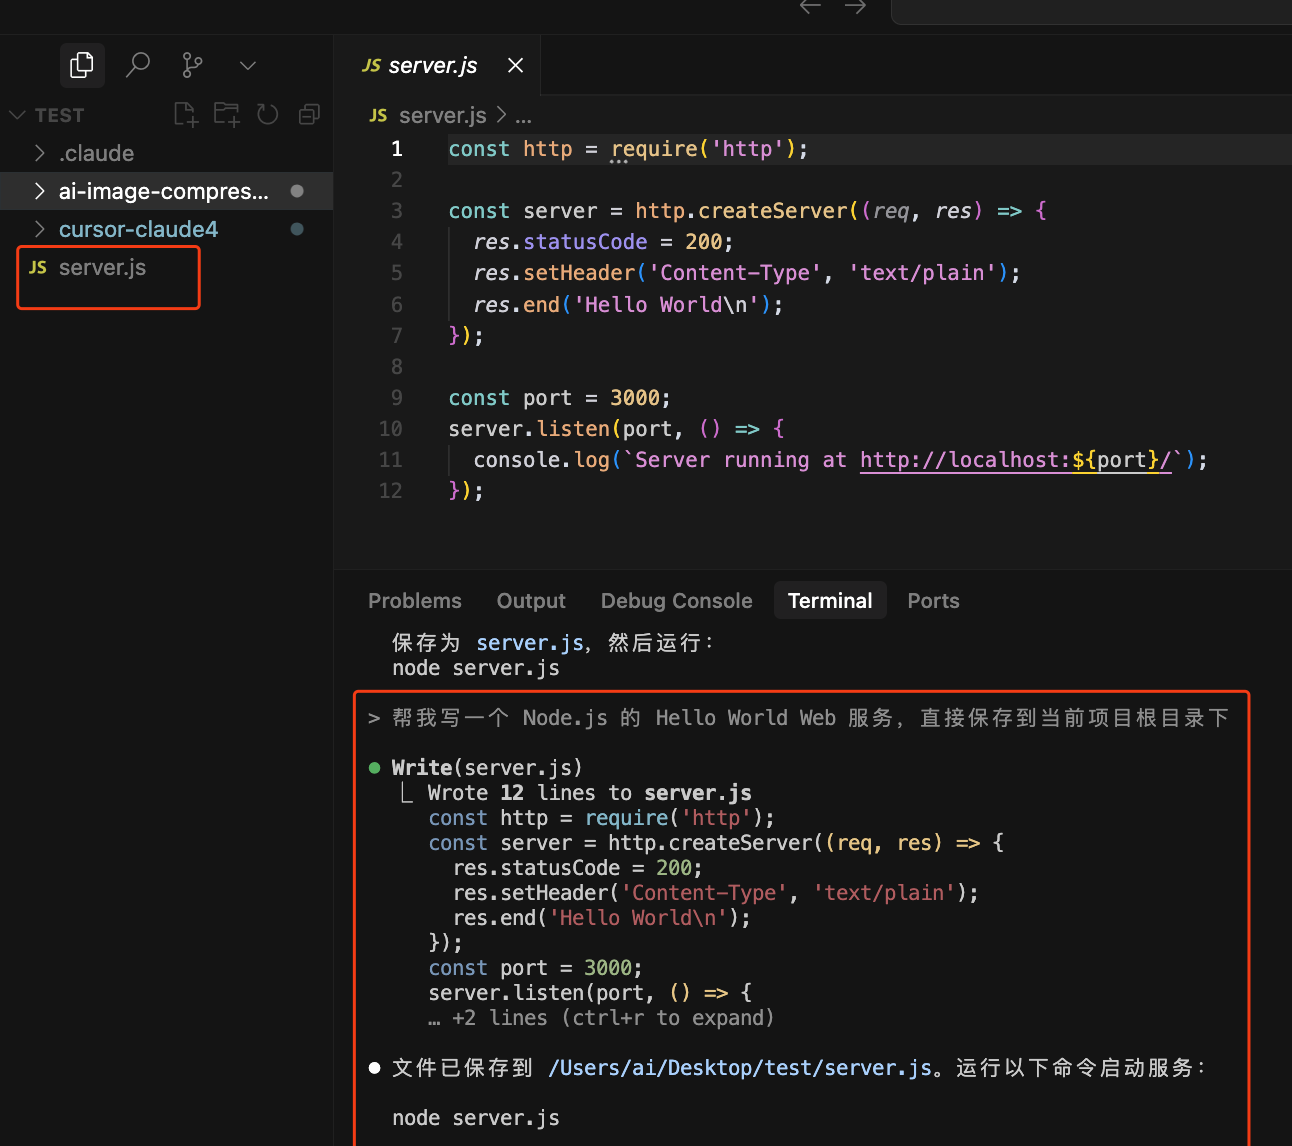 TEST
.claude
ai-image-compres...
cursor-claude4
JS server.js
JS server.js
JS server.js > ...
1 const http = require('http');
2
3 const server = http.createServer((req, res) => {
4 res.statusCode = 200;
5 res.setHeader('Content-Type', 'text/plain');
6 res.end('Hello World\n');
7 });
8
9 const port = 3000;
10 server.listen(port, () => {
11 console.log(`Server running at http://localhost:${port}/`);
12 });
Problems Output Debug Console Terminal Ports
保存为 server.js，然后运行：
node server.js
> 帮我写一个 Node.js 的 Hello World Web 服务，直接保存到当前项目根目录下
Write(server.js)
Wrote 12 lines to server.js
const http = require('http');
const server = http.createServer((req, res) => {
res.statusCode = 200;
res.setHeader('Content-Type', 'text/plain');
res.end('Hello World\n');
});
const port = 3000;
server.listen(port, () => {
… +2 lines (ctrl+r to expand)
文件已保存到 /Users/ai/Desktop/test/server.js。运行以下命令启动服务：
node server.js